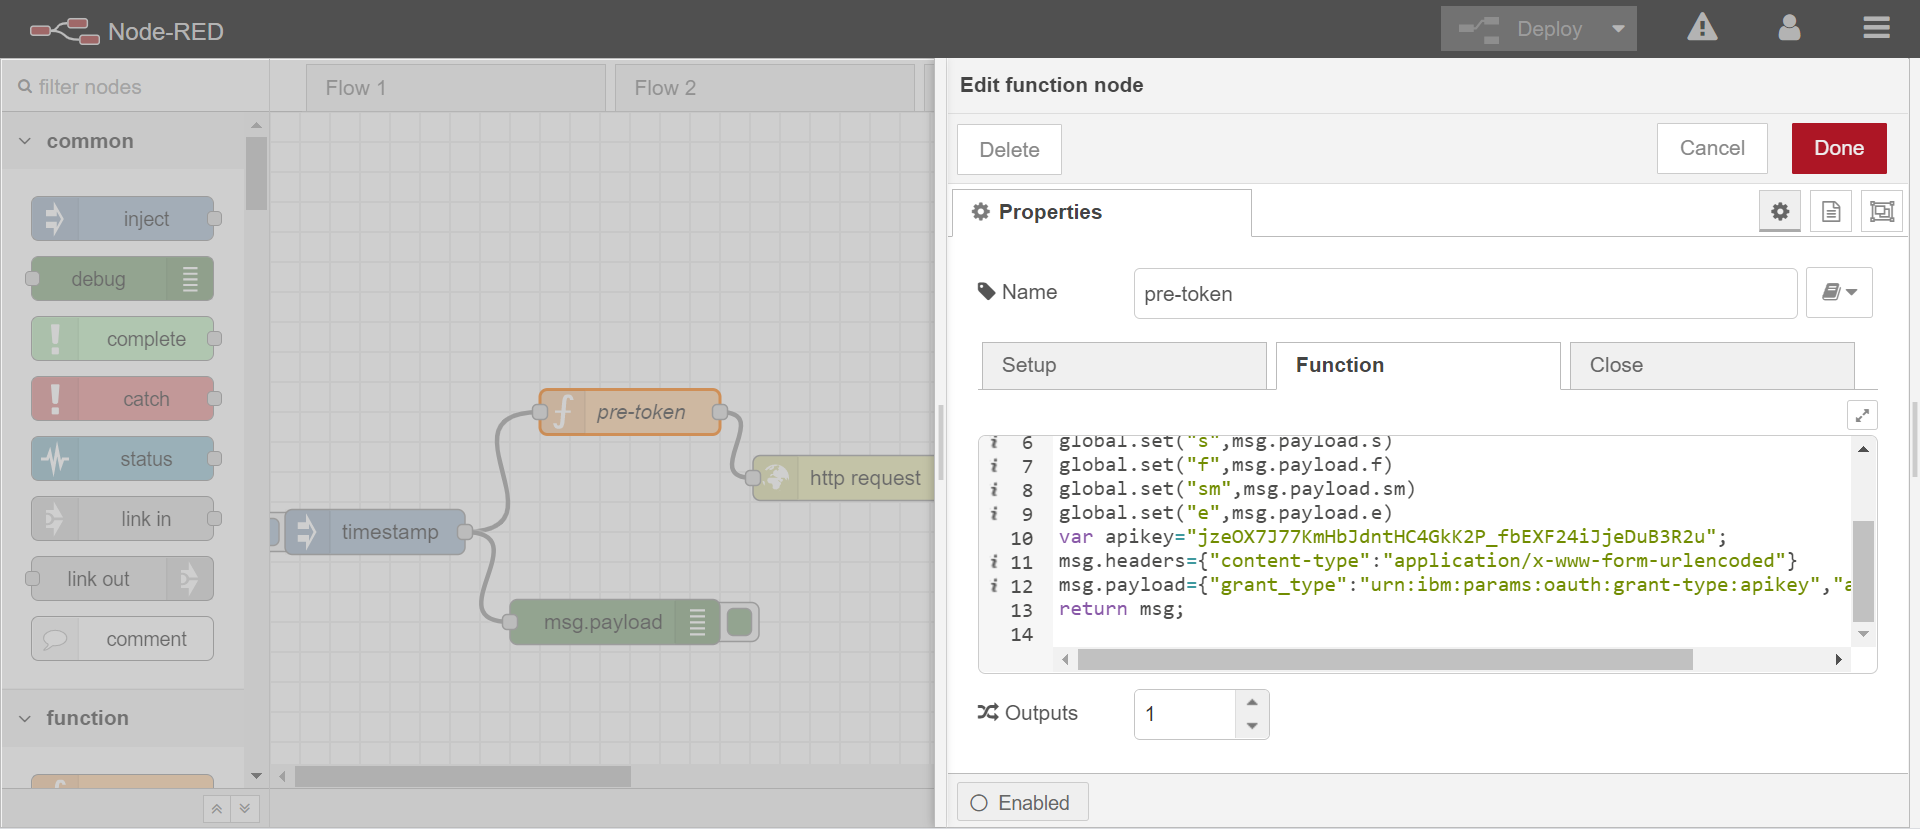 Node-RED
Deploy
filter nodes
Flow 1
Flow 2
common
inject
debug
complete
catch
status
link in
link out
comment
function
timestamp
pre-token
http request
msg.payload
Edit function node
Delete
Cancel
Done
Properties
Name
pre-token
Setup
Function
Close
6 global.set("s",msg.payload.s)
7 global.set("f",msg.payload.f)
8 global.set("sm",msg.payload.sm)
9 global.set("e",msg.payload.e)
10 var apikey="jzeOX7J77KmHbJdntHC4GkK2P_fbEXF24iJjeDuB3R2u";
11 msg.headers={"content-type":"application/x-www-form-urlencoded"}
12 msg.payload={"grant_type":"urn:ibm:params:oauth:grant-type:apikey","a
13 return msg;
14
Outputs
1
Enabled